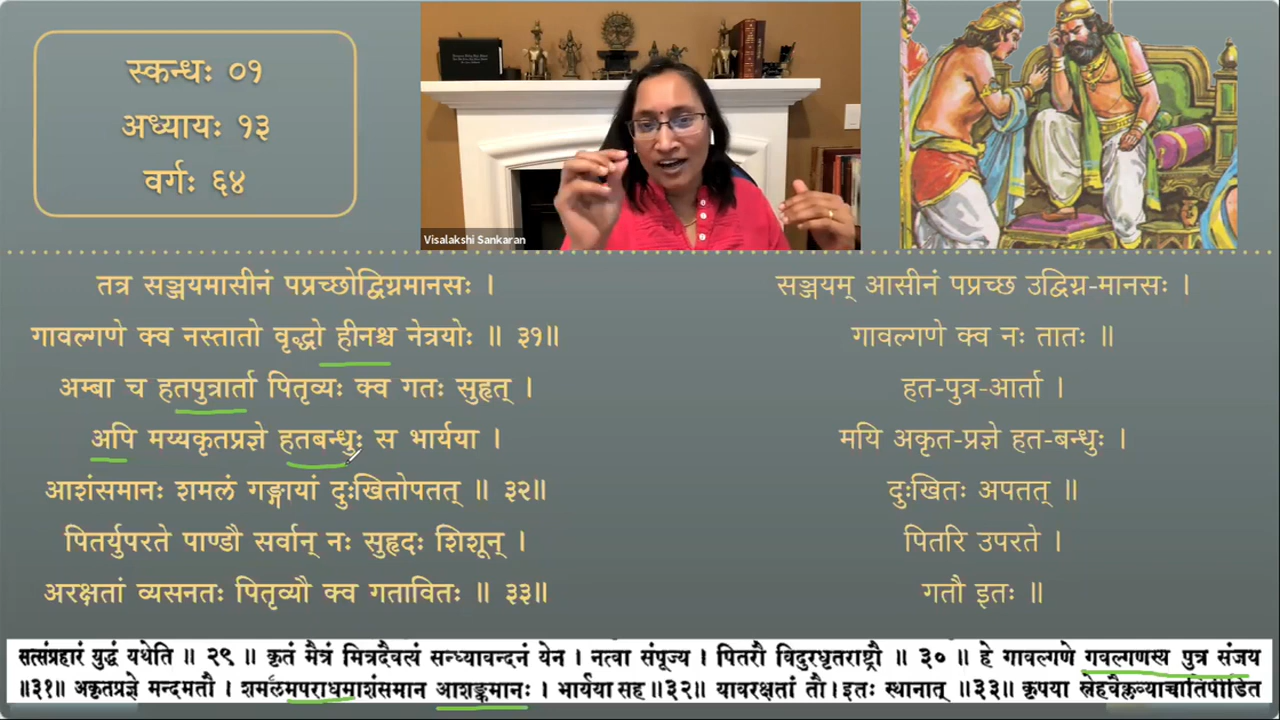 स्कन्धः ०१
अध्यायः १३
वर्गः ६४
Visalakshi Sankaran
तत्र सञ्जयमासीनं पप्रच्छोद्विग्नमानसः ।
गावल्गणे क्व नस्तातो वृद्धो हीनश्च नेत्रयोः ॥ ३१॥
अम्बा च हतपुत्रार्ता पितृव्यः क्व गतः सुहृत् ।
अपि मय्यकृतप्रज्ञे हतबन्धुः स भार्यया ।
आशंसमानः शमलं गङ्गायां दुःखितोपतत् ॥ ३२॥
पितर्युपरते पाण्डौ सर्वान् नः सुहृदः शिशून् ।
अरक्षतां व्यसनतः पितृव्यौ क्व गतावितः ॥ ३३॥
सञ्जयम् आसीनं पप्रच्छ उद्विग्न-मानसः ।
गावल्गणे क्व नः तातः ॥
हत-पुत्र-आर्ता ।
मयि अकृत-प्रज्ञे हत-बन्धुः ।
दुःखितः अपतत् ॥
पितरि उपरते ।
गतौ इतः ॥
सत्संप्रहारं युद्धं यथेति ॥ २९ ॥ कृतं मैत्रं मित्रदैवत्यं सन्ध्यावन्दनं येन । नत्वा संपूज्य । पितरौ विदुरधृतराष्ट्रौ ॥ ३० ॥ हे गावल्गणे गवल्गणस्य पुत्र संजय
॥३१॥ अकृतप्रज्ञे मन्दमतौ । शमलमपराधमाशंसमान आशङ्कमानः । भार्यया सह ॥३२॥ यावरक्षतां तौ । इतः स्थानात् ॥३३॥ कृपया स्नेहवैक्लव्याच्चातिपीडित